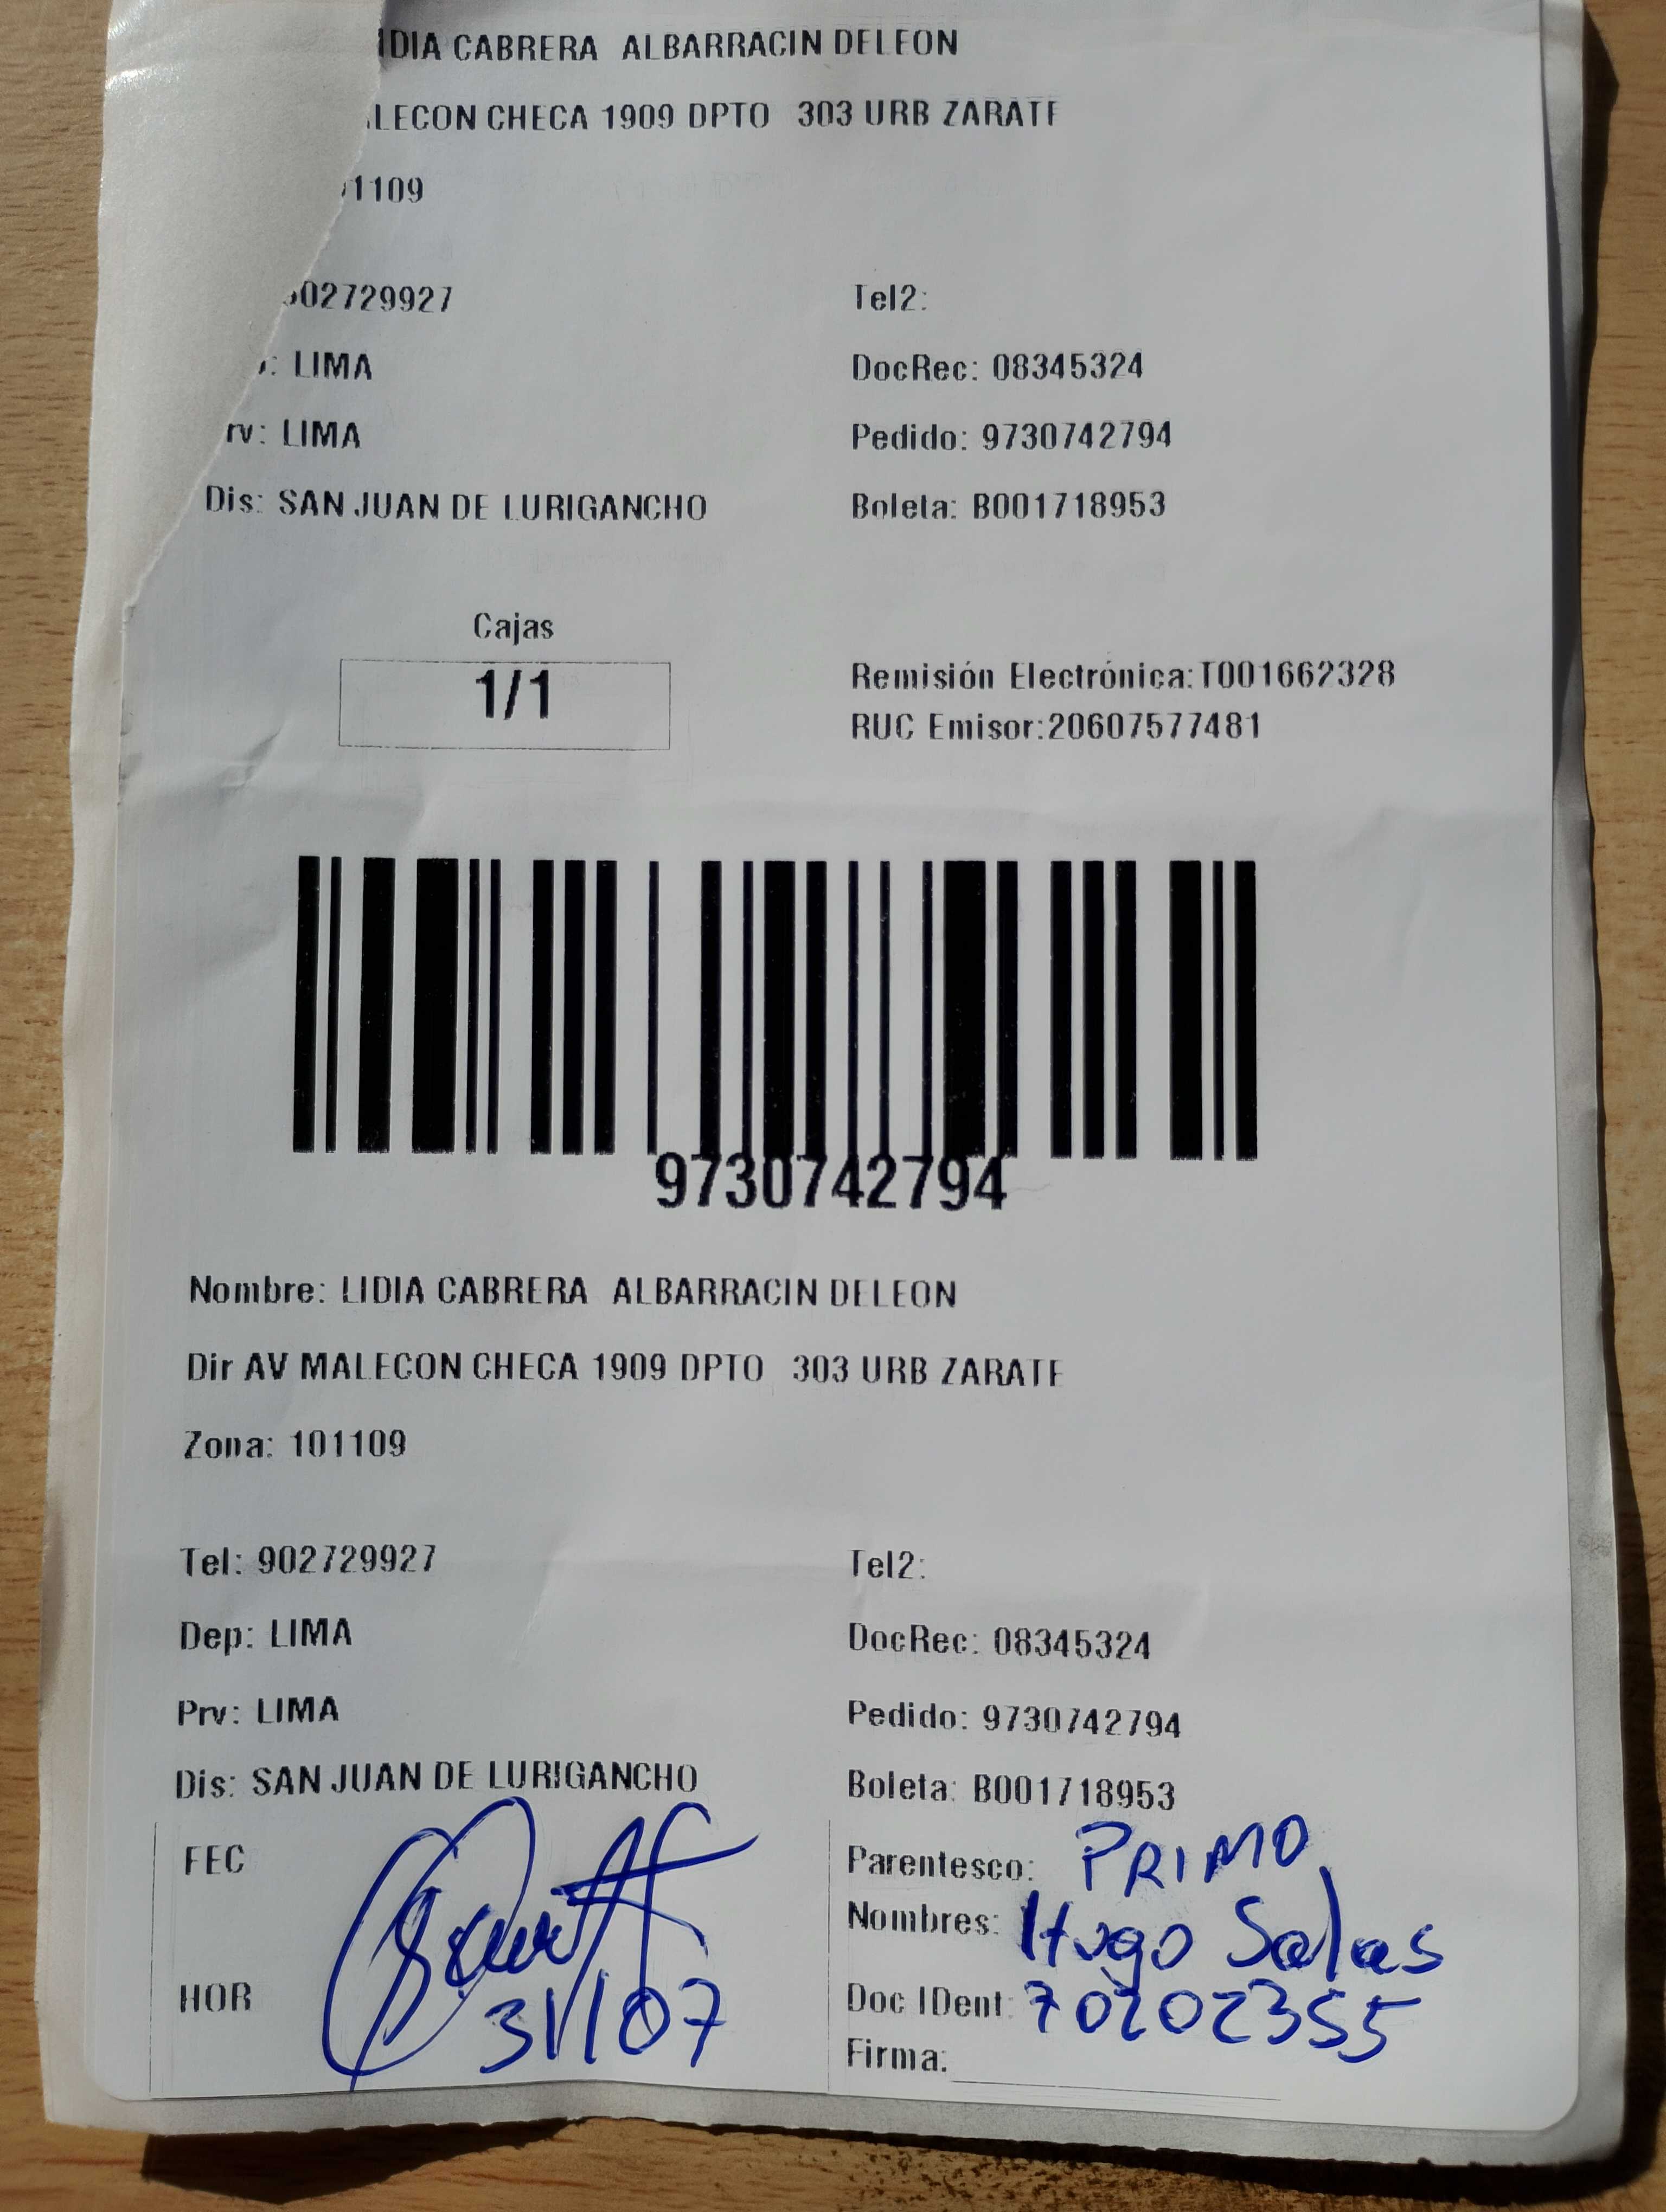 IDIA CABRERA ALBARRACIN DELEON
ALECON CHECA 1909 DPTO 303 URB ZARATE
1109
02729927 Tel2:
: LIMA DocRec: 08345324
rv: LIMA Pedido: 9730742794
Dis: SAN JUAN DE LURIGANCHO Boleta: B001718953
Cajas
1/1
Remisión Electrónica:T001662328
RUC Emisor:20607577481
9730742794
Nombre: LIDIA CABRERA ALBARRACIN DELEON
Dir AV MALECON CHECA 1909 DPTO 303 URB ZARATE
Zona: 101109
Tel: 902729927 Tel2:
Dep: LIMA DocRec: 08345324
Prv: LIMA Pedido: 9730742794
Dis: SAN JUAN DE LURIGANCHO Boleta: B001718953
FEC Parentesco: PRIMO
Nombres: Hugo Salas
HOR 31/07 Doc IDent: 70202355
Firma: